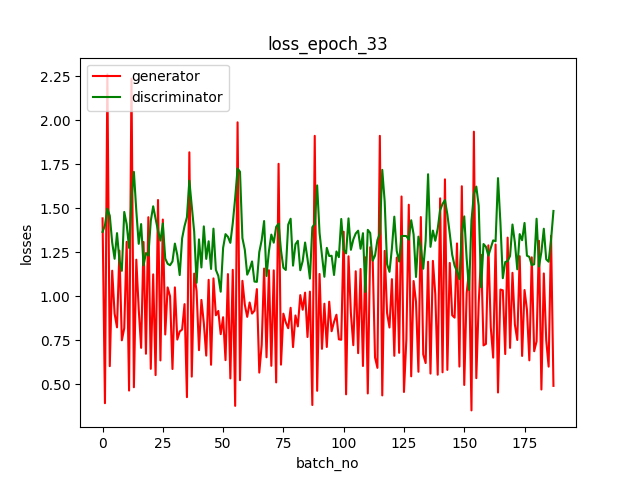 loss_epoch_33
generator
discriminator
losses
2.25
2.00
1.75
1.50
1.25
1.00
0.75
0.50
0 25 50 75 100 125 150 175
batch_no